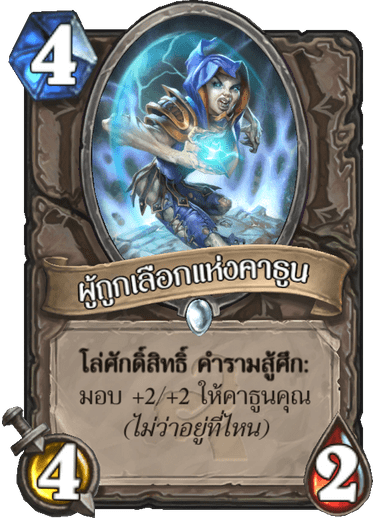 4
ผู้ถูกเลือกแห่งคาธูน
โล่ศักดิ์สิทธิ์ คำรามสู้ศึก:
มอบ +2/+2 ให้คาธูนคุณ
(ไม่ว่าอยู่ที่ไหน)
4
2